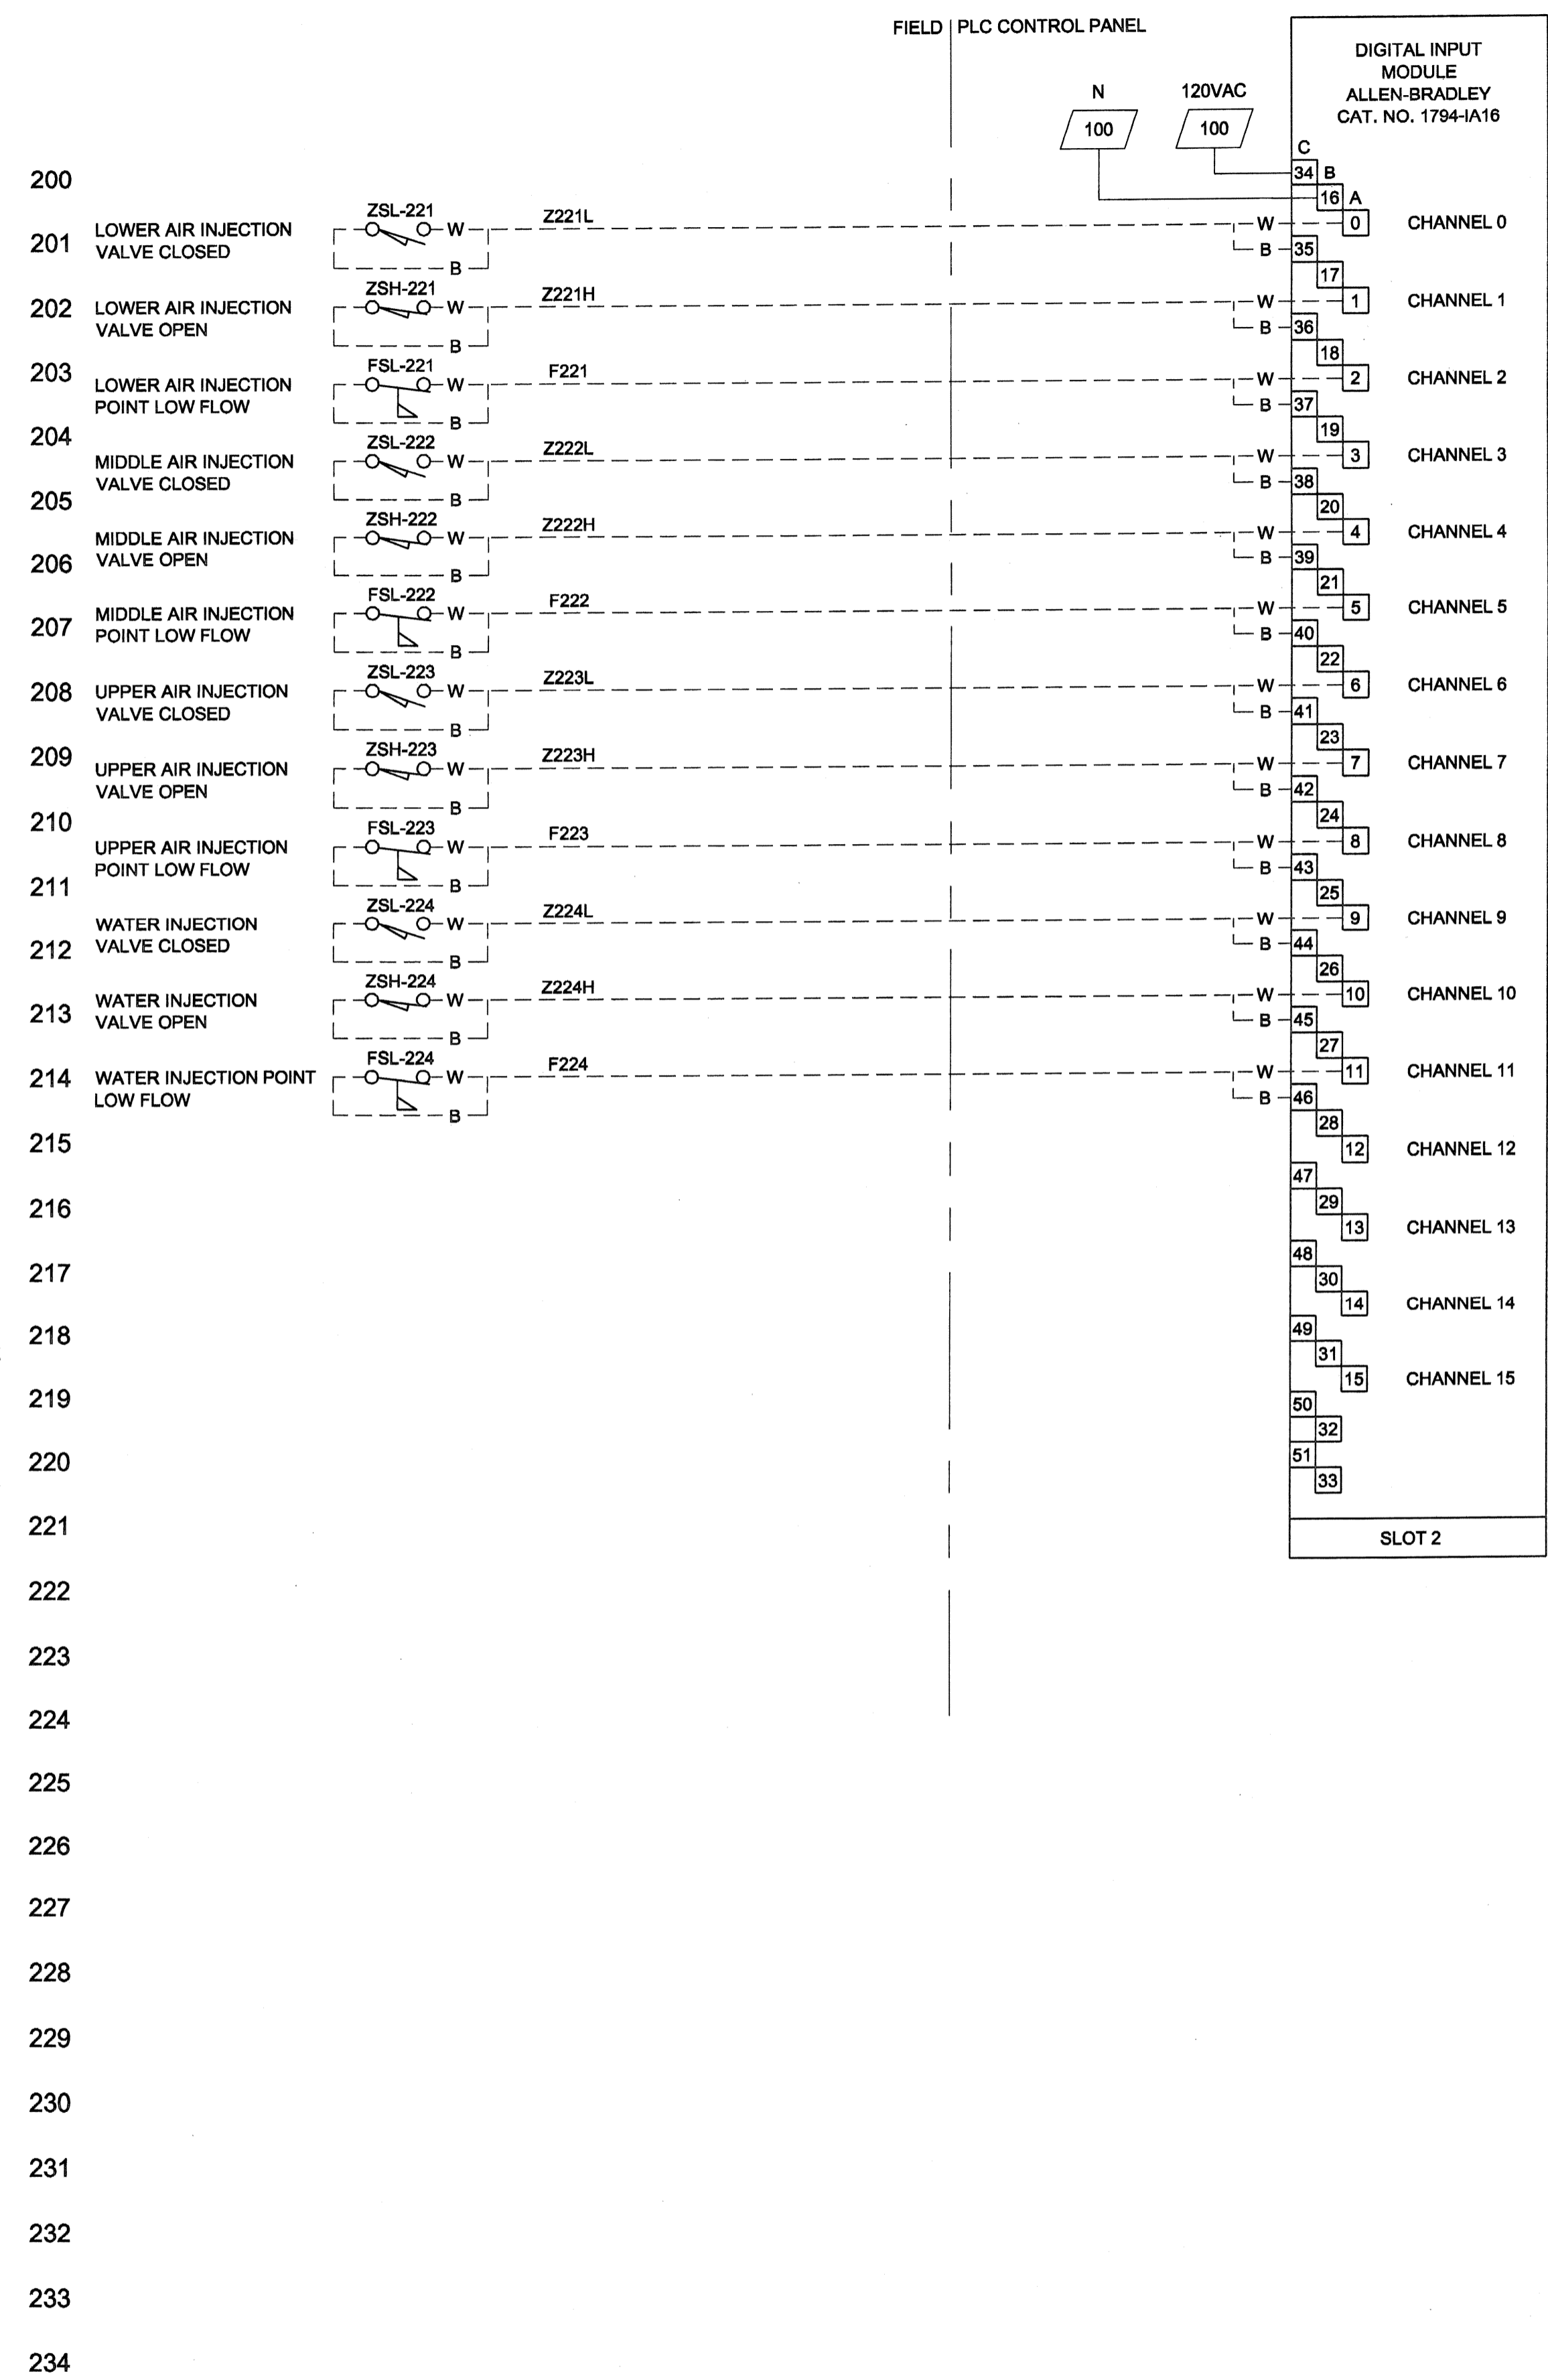 FIELD PLC CONTROL PANEL
DIGITAL INPUT
MODULE
ALLEN-BRADLEY
CAT. NO. 1794-IA16
N 120VAC
100 100
C
200 34 B
16 A
ZSL-221 Z221L
LOWER AIR INJECTION W W 0 CHANNEL 0
201 VALVE CLOSED B B 35
17
ZSH-221 Z221H
202 LOWER AIR INJECTION W W 1 CHANNEL 1
VALVE OPEN B B 36
18
203 FSL-221 F221
LOWER AIR INJECTION W W 2 CHANNEL 2
POINT LOW FLOW B B 37
19
204 ZSL-222 Z222L
MIDDLE AIR INJECTION W W 3 CHANNEL 3
VALVE CLOSED B B 38
205 20
ZSH-222 Z222H
MIDDLE AIR INJECTION W W 4 CHANNEL 4
206 VALVE OPEN B B 39
21
FSL-222 F222
MIDDLE AIR INJECTION W W 5 CHANNEL 5
207 POINT LOW FLOW B B 40
22
ZSL-223 Z223L
208 UPPER AIR INJECTION W W 6 CHANNEL 6
VALVE CLOSED B B 41
23
209 ZSH-223 Z223H
UPPER AIR INJECTION W W 7 CHANNEL 7
VALVE OPEN B B 42
210 24
FSL-223 F223
UPPER AIR INJECTION W W 8 CHANNEL 8
POINT LOW FLOW B B 43
211 25
ZSL-224 Z224L
WATER INJECTION W W 9 CHANNEL 9
212 VALVE CLOSED B B 44
26
ZSH-224 Z224H
WATER INJECTION W W 10 CHANNEL 10
213 VALVE OPEN B B 45
27
FSL-224 F224
214 WATER INJECTION POINT W W 11 CHANNEL 11
LOW FLOW B B 46
28
215 12 CHANNEL 12
47
216 29
13 CHANNEL 13
48
217 30
14 CHANNEL 14
218 49
31
15 CHANNEL 15
219 50
32
220 51
33
221 SLOT 2
222
223
224
225
226
227
228
229
230
231
232
233
234